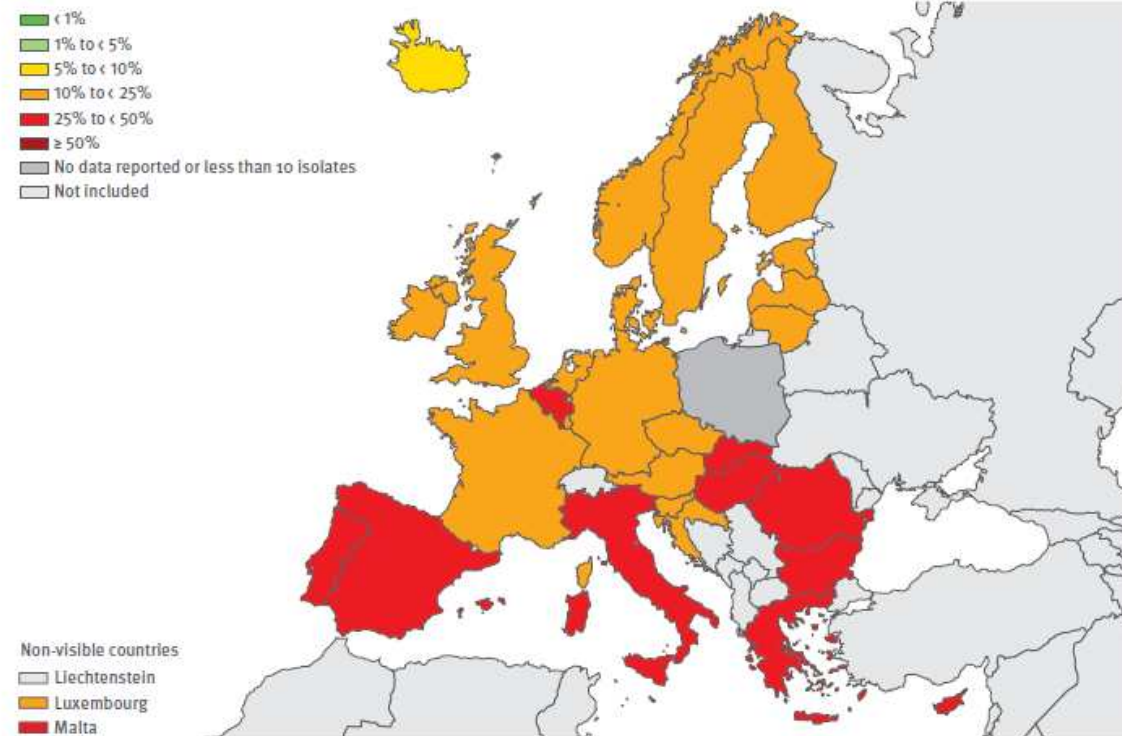 < 1%
1% to < 5%
5% to < 10%
10% to < 25%
25% to < 50%
≥ 50%
No data reported or less than 10 isolates
Not included
Non-visible countries
Liechtenstein
Luxembourg
Malta